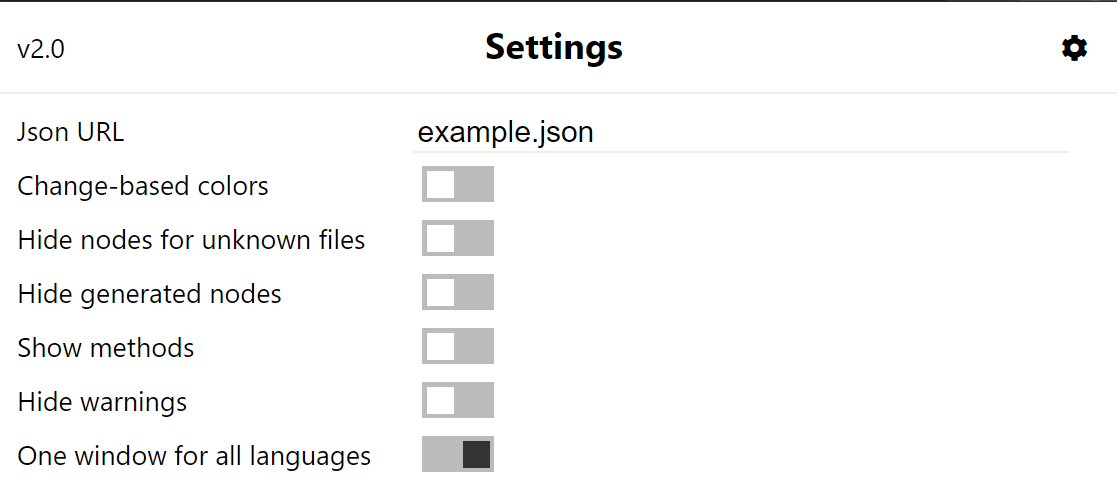 v2.0 Settings
Json URL example.json
Change-based colors
Hide nodes for unknown files
Hide generated nodes
Show methods
Hide warnings
One window for all languages